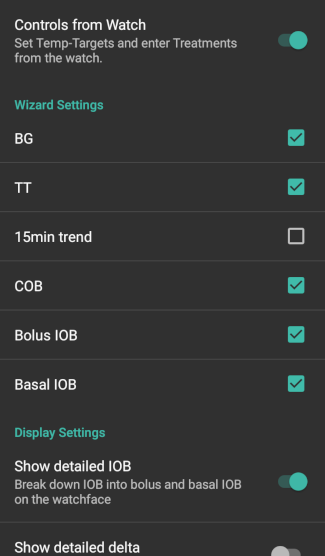 Controls from Watch
Set Temp-Targets and enter Treatments
from the watch.
Wizard Settings
BG
TT
15min trend
COB
Bolus IOB
Basal IOB
Display Settings
Show detailed IOB
Break down IOB into bolus and basal IOB
on the watchface
Show detailed delta